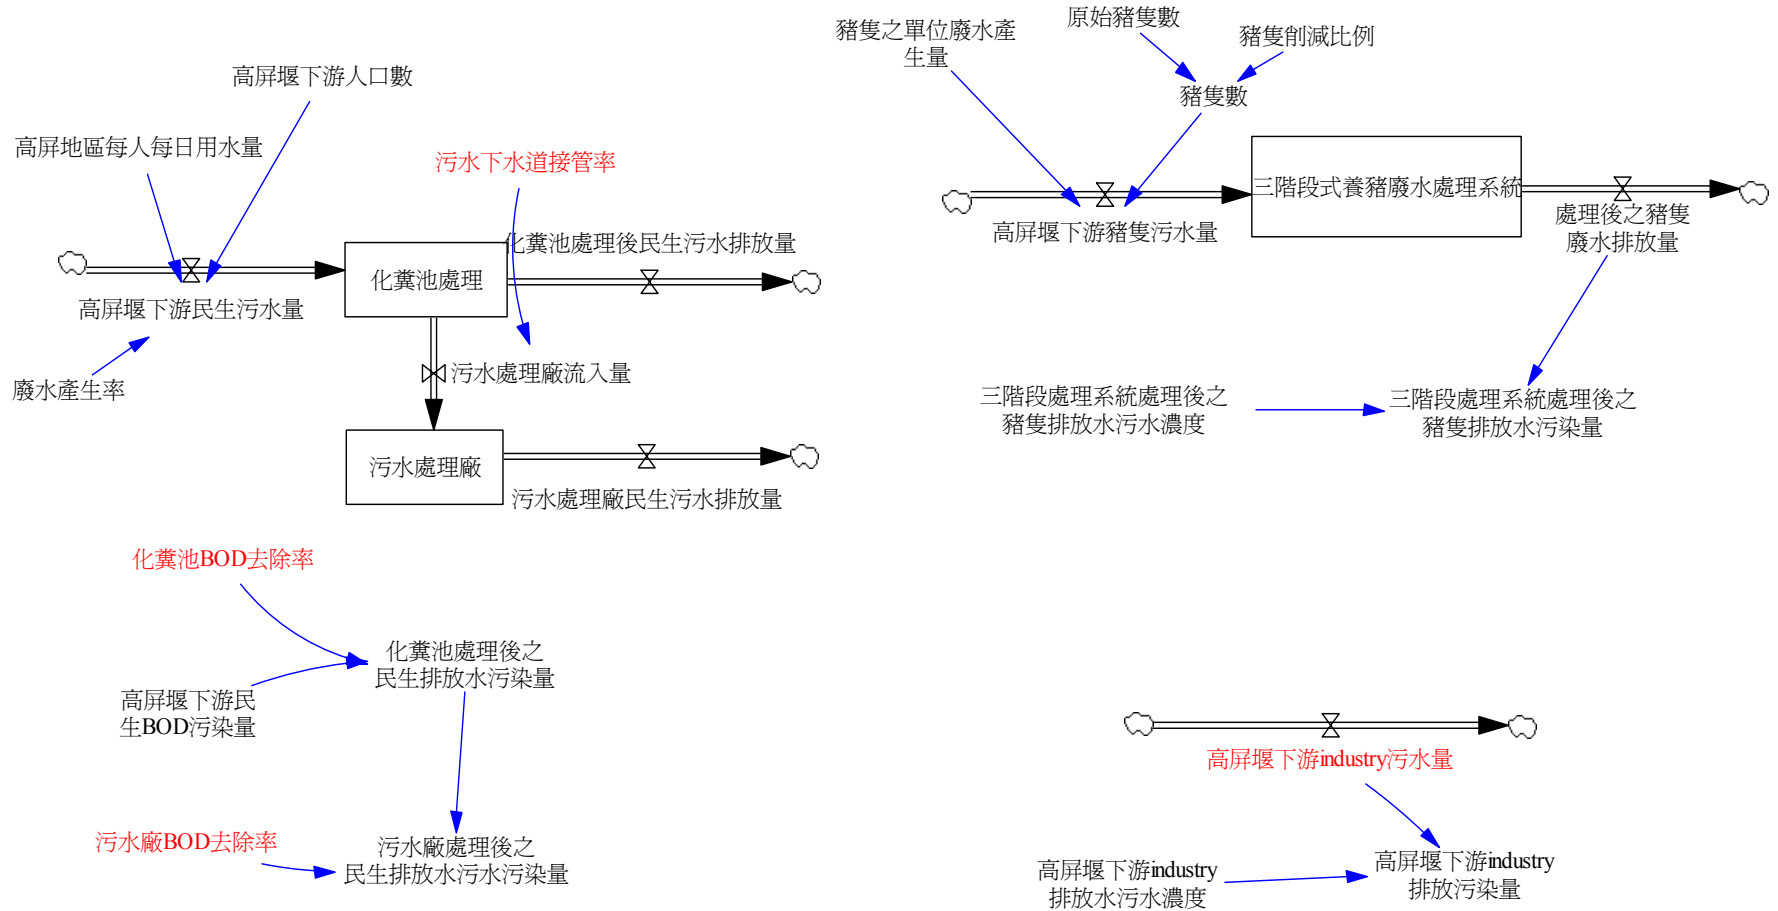 高屏堰下游人口數
高屏地區每人每日用水量
污水下水道接管率
化糞池處理後民生污水排放量
化糞池處理
高屏堰下游民生污水量
廢水產生率
污水處理廠流入量
污水處理廠
污水處理廠民生污水排放量
豬隻之單位廢水產
生量
原始豬隻數
豬隻削減比例
豬隻數
三階段式養豬廢水處理系統
高屏堰下游豬隻污水量
處理後之豬隻
廢水排放量
三階段處理系統處理後之
豬隻排放水污水濃度
三階段處理系統處理後之
豬隻排放水污染量
化糞池BOD去除率
化糞池處理後之
民生排放水污染量
高屏堰下游民
生BOD污染量
污水廠BOD去除率
污水廠處理後之
民生排放水污水污染量
高屏堰下游industry污水量
高屏堰下游industry
排放水污水濃度
高屏堰下游industry
排放污染量